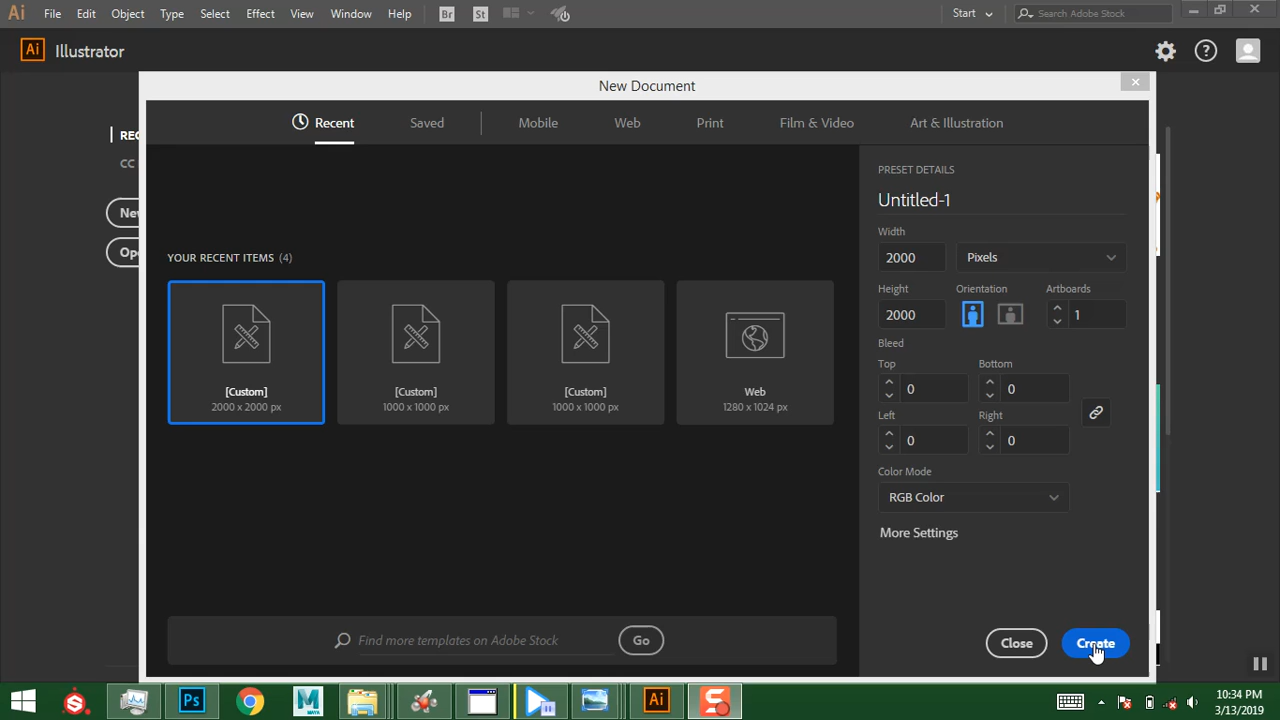 Ai File Edit Object Type Select Effect View Window Help Br St Start Search Adobe Stock
Ai Illustrator
New Document
Recent Saved Mobile Web Print Film & Video Art & Illustration
REC
CC
New
Ope
YOUR RECENT ITEMS (4)
[Custom]
2000 x 2000 px
[Custom]
1000 x 1000 px
[Custom]
1000 x 1000 px
Web
1280 x 1024 px
Find more templates on Adobe Stock Go
PRESET DETAILS
Untitled-1
Width
2000 Pixels
Height Orientation Artboards
2000 1
Bleed
Top Bottom
0 0
Left Right
0 0
Color Mode
RGB Color
More Settings
Close Create
Ps Ai
10:34 PM
3/13/2019